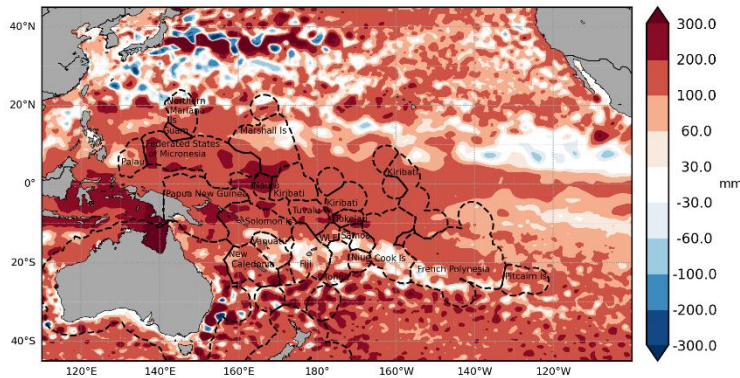 40°N
20°N
0°
20°S
40°S
120°E
140°E
160°E
180°
160°W
140°W
120°W
Northern
Mariana
Is
Guam
Marshall Is
Federated States
of Micronesia
Palau
Kiribati
Nauru
Kiribati
Papua New Guinea
Kiribati
Tuvalu
Tokelau
Solomon Is
Samoa
W&F
Vanuatu
New
Caledonia
Fiji
Niue
Cook Is
Tonga
French Polynesia
Pitcairn Is
300.0
200.0
100.0
60.0
30.0
-30.0
-60.0
-100.0
-200.0
-300.0
mm